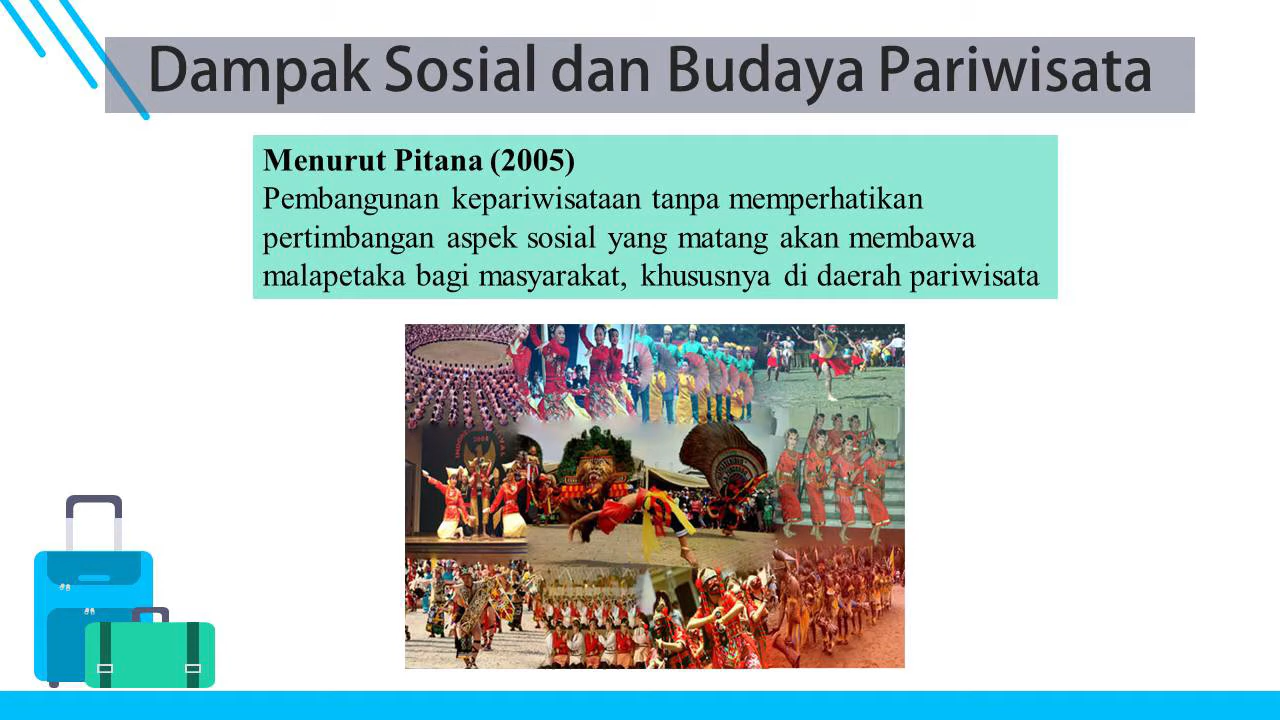 Dampak Sosial dan Budaya Pariwisata
Menurut Pitana (2005)
Pembangunan kepariwisataan tanpa memperhatikan
pertimbangan aspek sosial yang matang akan membawa
malapetaka bagi masyarakat, khususnya di daerah pariwisata
2008